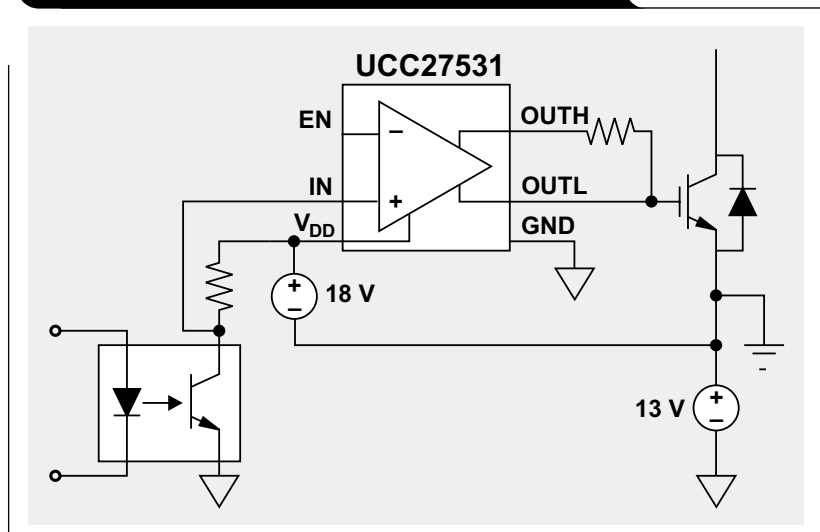 UCC27531
EN
OUTH
IN
OUTL
VDD
GND
18 V
13 V
+
−
+
−
+
−